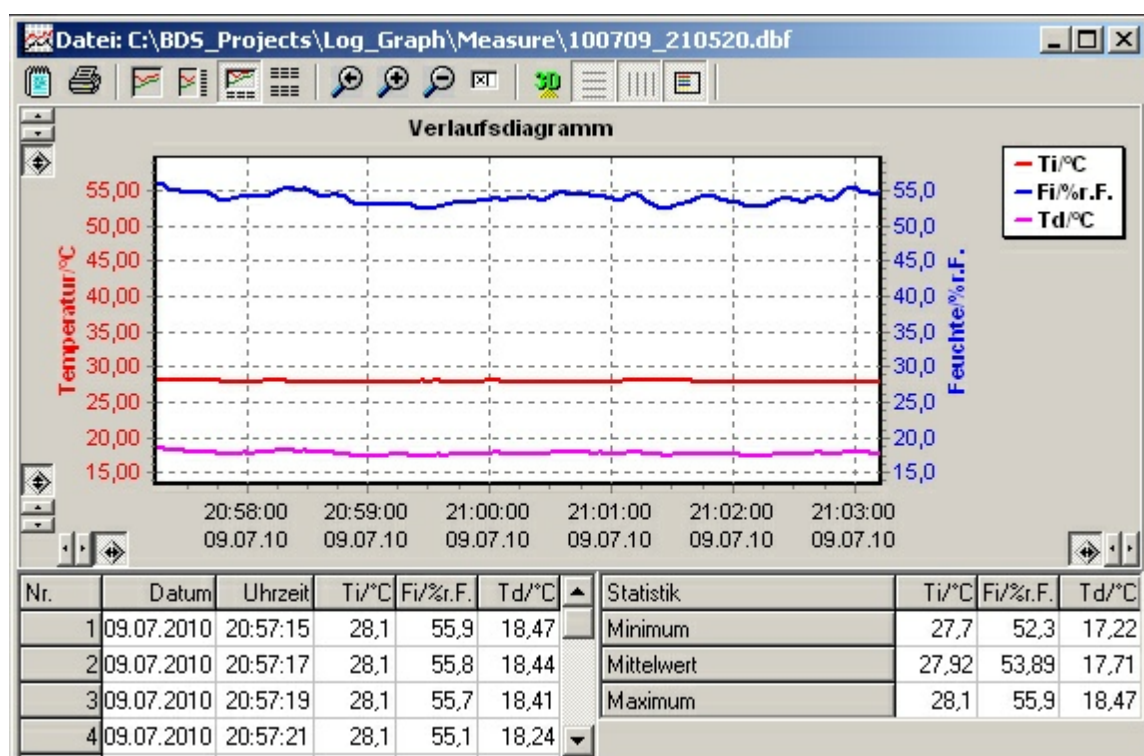 Datei: C:\BDS_Projects\Log_Graph\Measure\100709_210520.dbf
3D
Verlaufsdiagramm
Temperatur/°C
55,00
50,00
45,00
40,00
35,00
30,00
25,00
20,00
15,00
55,0
50,0
45,0
40,0
35,0
30,0
25,0
20,0
15,0
Feuchte/%r.F.
Ti/°C
Fi/%r.F.
Td/°C
20:58:00 20:59:00 21:00:00 21:01:00 21:02:00 21:03:00
09.07.10 09.07.10 09.07.10 09.07.10 09.07.10 09.07.10
Nr. Datum Uhrzeit Ti/°C Fi/%r.F. Td/°C
1 09.07.2010 20:57:15 28,1 55,9 18,47
2 09.07.2010 20:57:17 28,1 55,8 18,44
3 09.07.2010 20:57:19 28,1 55,7 18,41
4 09.07.2010 20:57:21 28,1 55,1 18,24
Statistik Ti/°C Fi/%r.F. Td/°C
Minimum 27,7 52,3 17,22
Mittelwert 27,92 53,89 17,71
Maximum 28,1 55,9 18,47